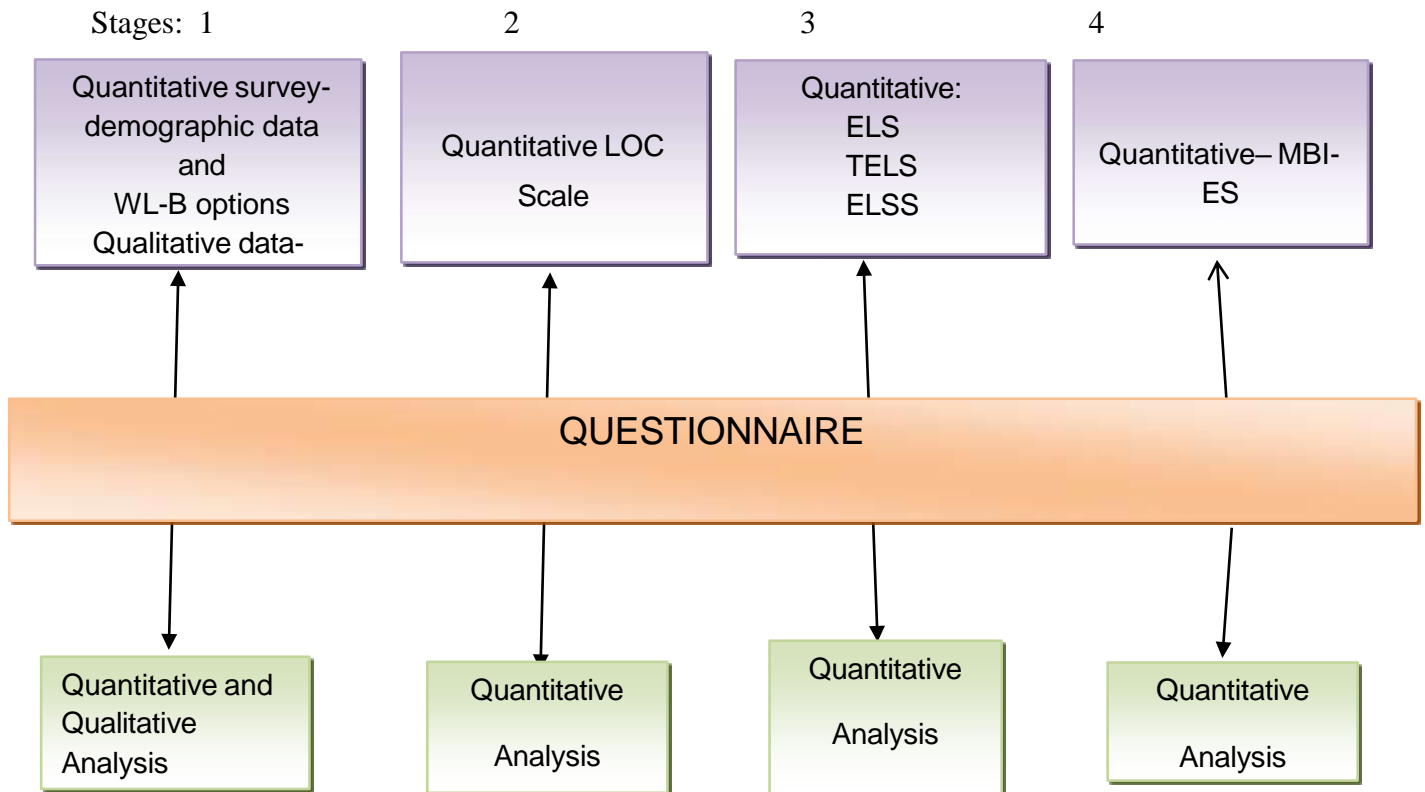 Stages: 1 2 3 4
Quantitative survey-
demographic data
and
WL-B options
Qualitative data-
Quantitative LOC
Scale
Quantitative:
ELS
TELS
ELSS
Quantitative– MBI-
ES
QUESTIONNAIRE
Quantitative and
Qualitative
Analysis
Quantitative
Analysis
Quantitative
Analysis
Quantitative
Analysis